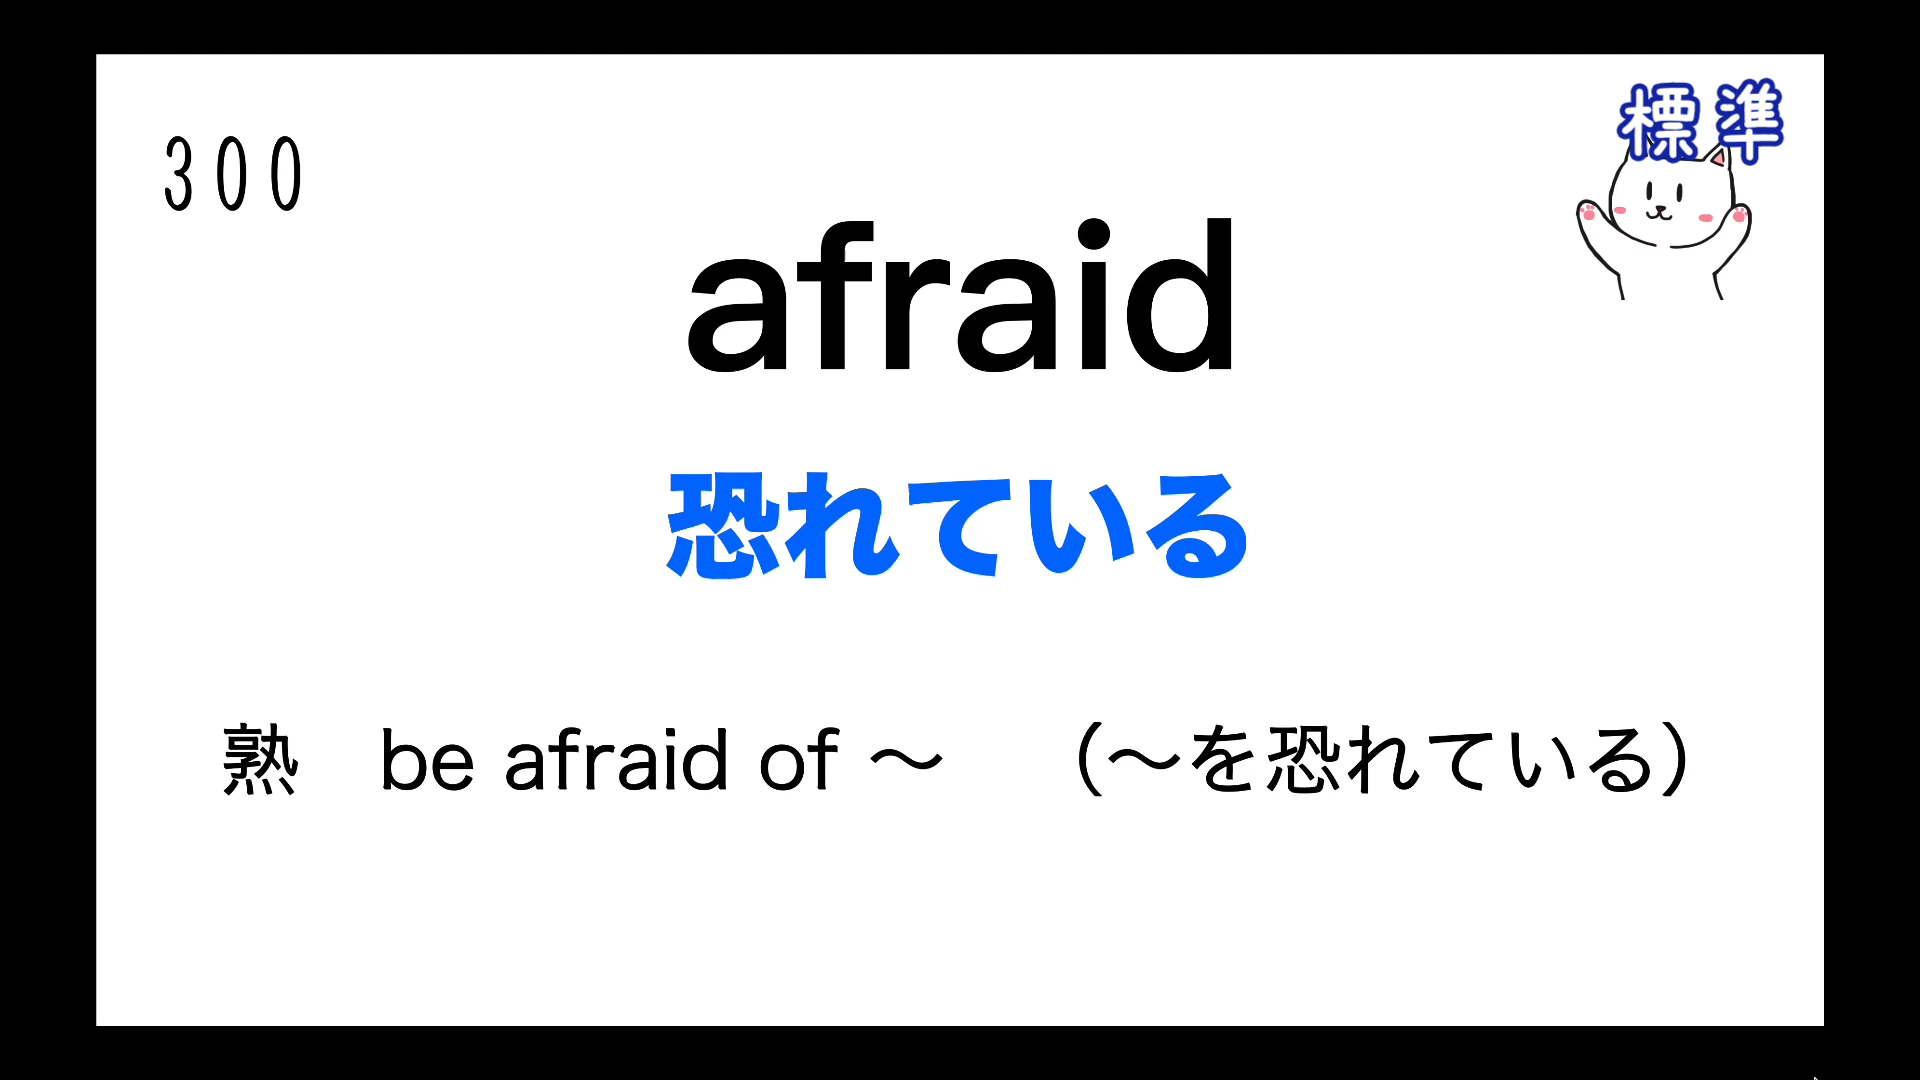 標準
300
afraid
恐れている
熟 be afraid of ～ （～を恐れている）